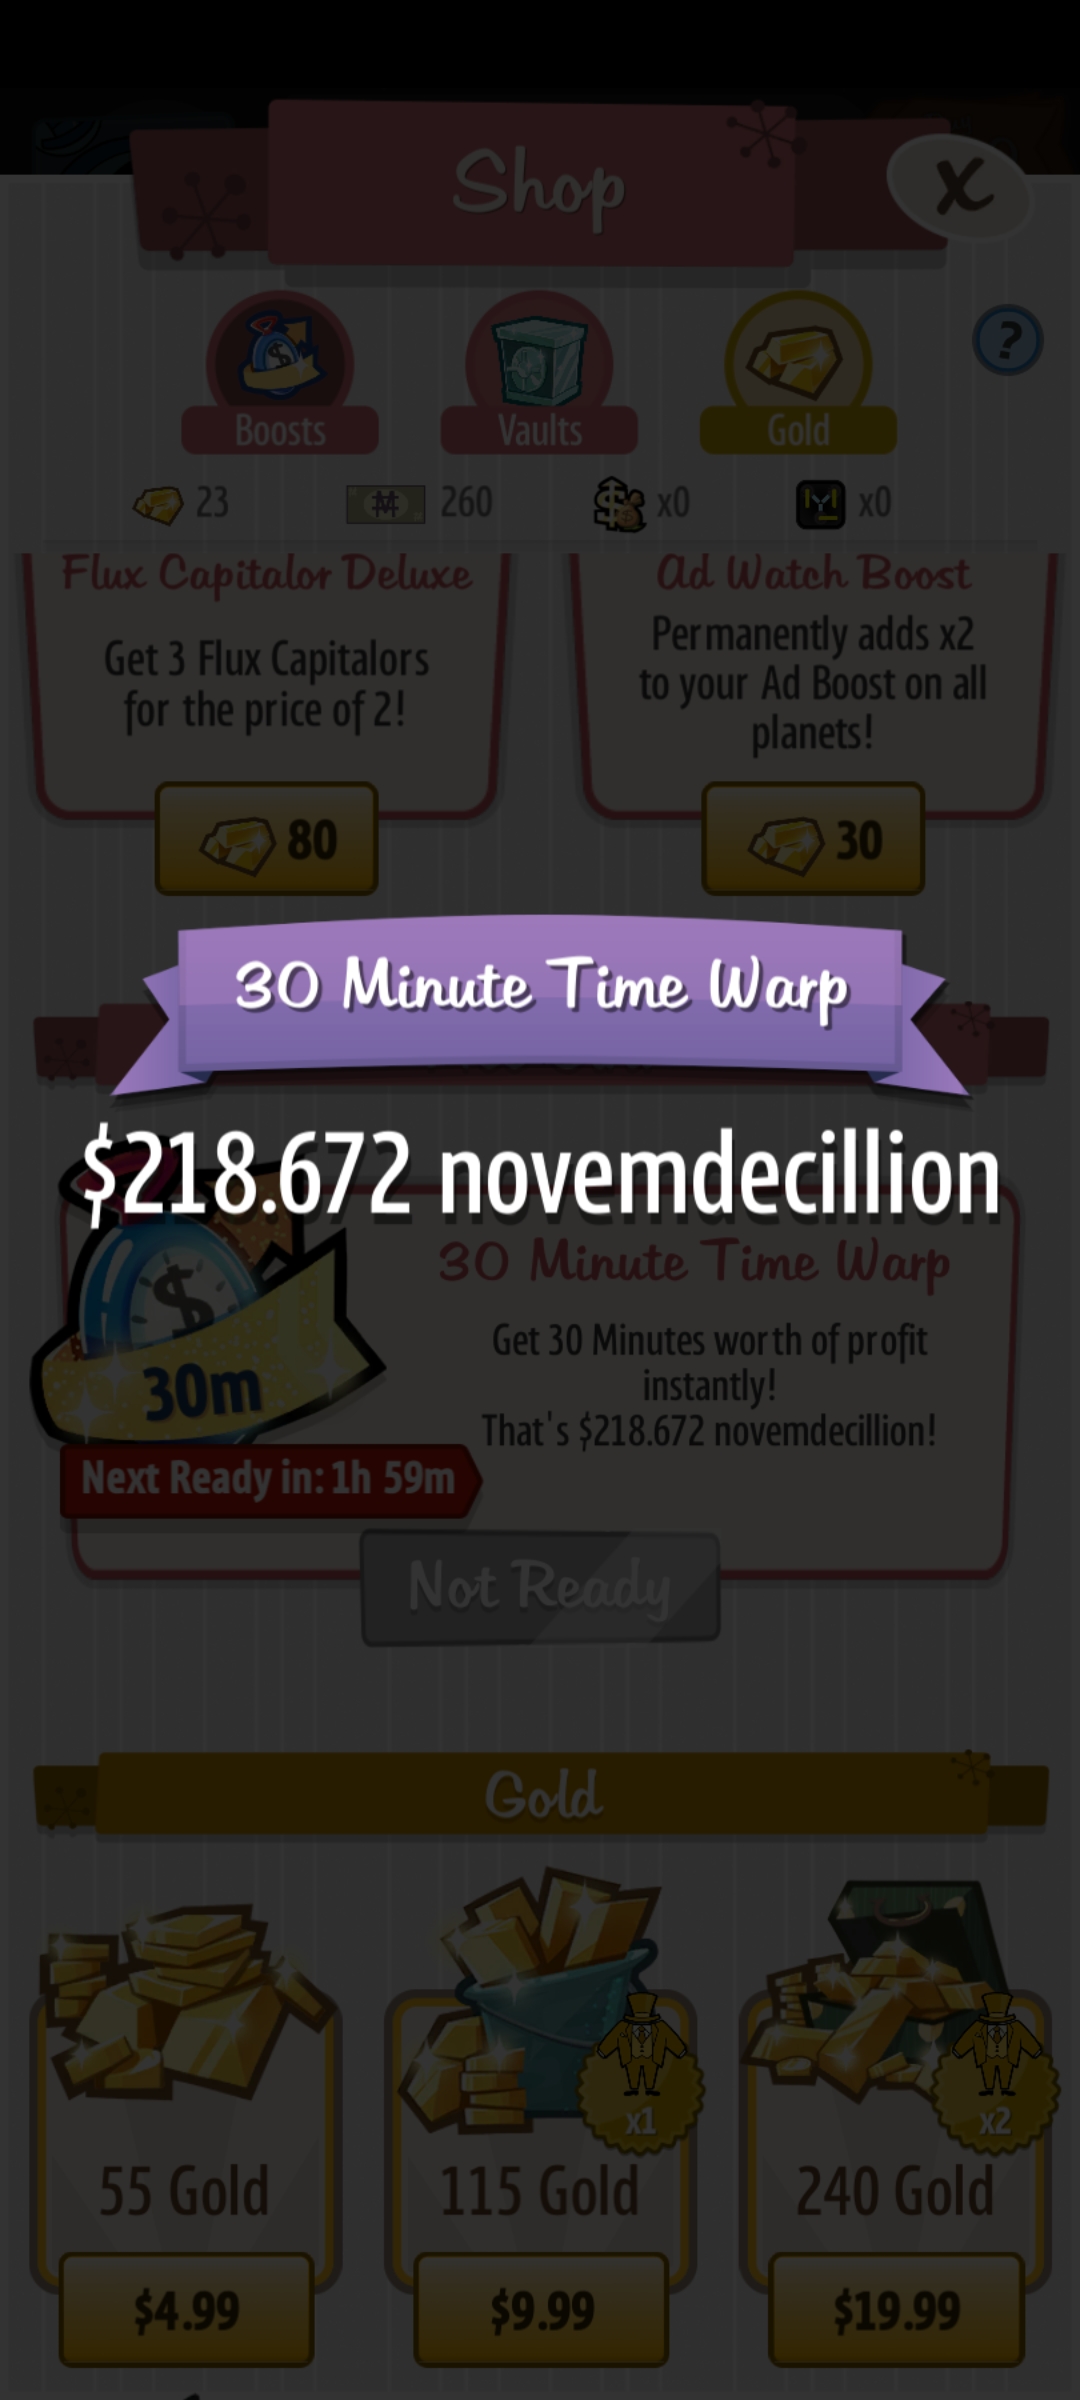 Shop
X
?
Boosts
Vaults
Gold
23
260
x0
x0
Flux Capitalor Deluxe
Get 3 Flux Capitalors
for the price of 2!
80
Ad Watch Boost
Permanently adds x2
to your Ad Boost on all
planets!
30
30 Minute Time Warp
$218.672 novemdecillion
30 Minute Time Warp
Get 30 Minutes worth of profit
instantly!
That's $218.672 novemdecillion!
30m
Next Ready in: 1h 59m
Not Ready
Gold
x1
x2
55 Gold
115 Gold
240 Gold
$4.99
$9.99
$19.99